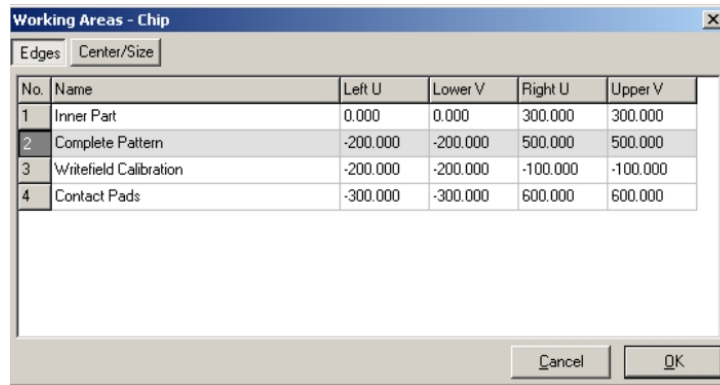 Working Areas - Chip
Edges Center/Size
No. Name Left U Lower V Right U Upper V
1 Inner Part 0.000 0.000 300.000 300.000
2 Complete Pattern -200.000 -200.000 500.000 500.000
3 Writefield Calibration -200.000 -200.000 -100.000 -100.000
4 Contact Pads -300.000 -300.000 600.000 600.000
Cancel OK